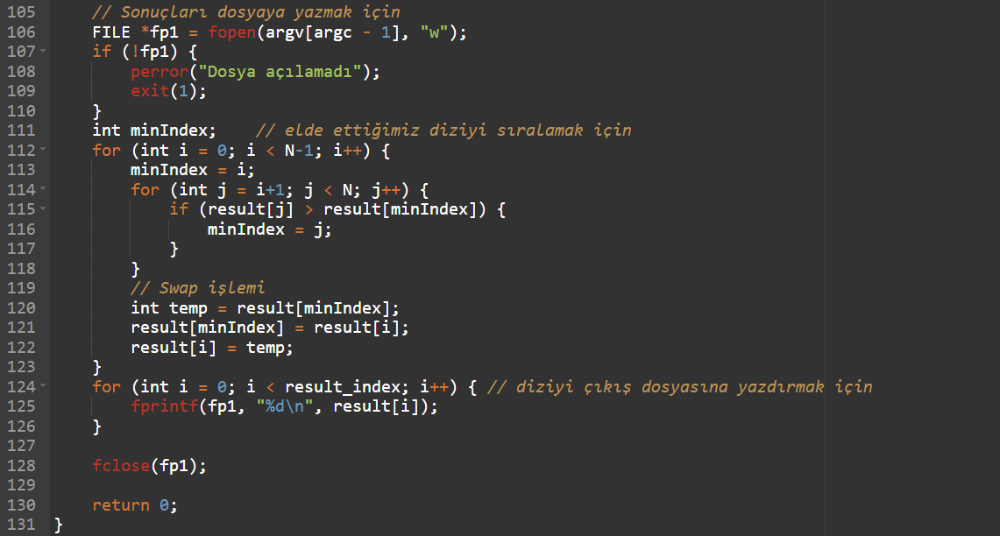 105 // Sonuçları dosyaya yazmak için
106 FILE *fp1 = fopen(argv[argc - 1], "w");
107 if (!fp1) {
108 perror("Dosya açılamadı");
109 exit(1);
110 }
111 int minIndex; // elde ettiğimiz diziyi sıralamak için
112 for (int i = 0; i < N-1; i++) {
113 minIndex = i;
114 for (int j = i+1; j < N; j++) {
115 if (result[j] > result[minIndex]) {
116 minIndex = j;
117 }
118 }
119 // Swap işlemi
120 int temp = result[minIndex];
121 result[minIndex] = result[i];
122 result[i] = temp;
123 }
124 for (int i = 0; i < result_index; i++) { // diziyi çıkış dosyasına yazdırmak için
125 fprintf(fp1, "%d\n", result[i]);
126 }
127
128 fclose(fp1);
129
130 return 0;
131 }